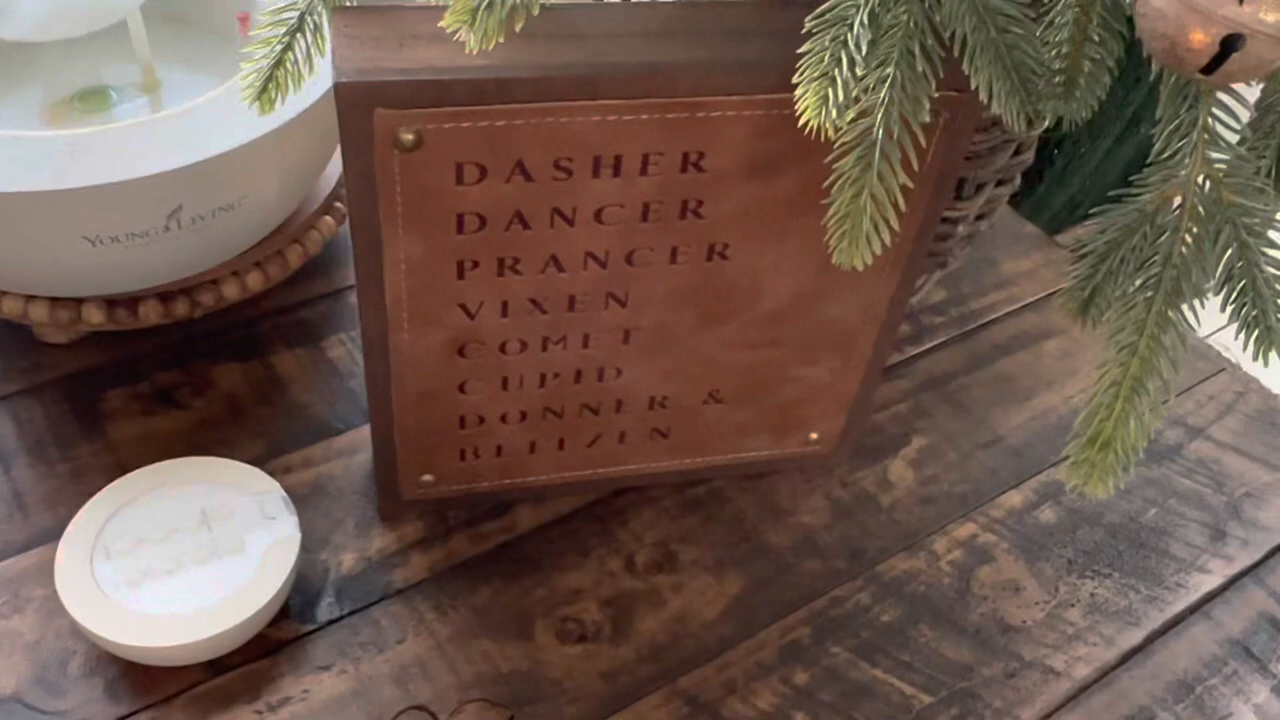 YOUNG LIVING
DASHER
DANCER
PRANCER
VIXEN
COMET
CUPID
DONNER &
BLITZEN